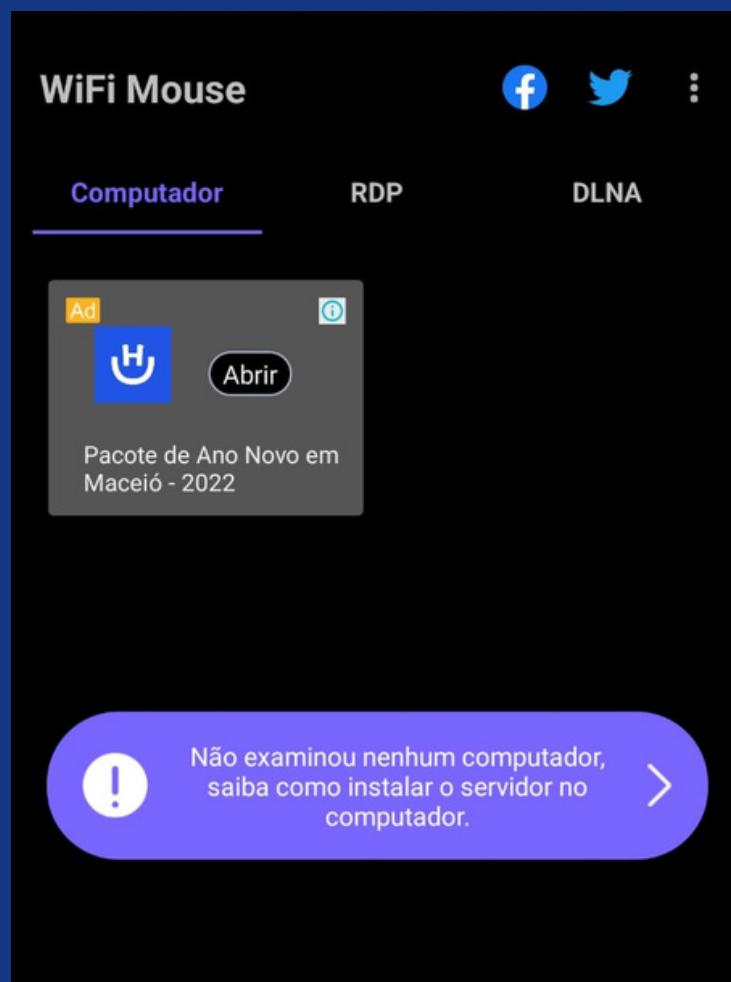 WiFi Mouse
Computador RDP DLNA
Ad
H
Abrir
Pacote de Ano Novo em
Maceió - 2022
Não examinou nenhum computador,
saiba como instalar o servidor no
computador.